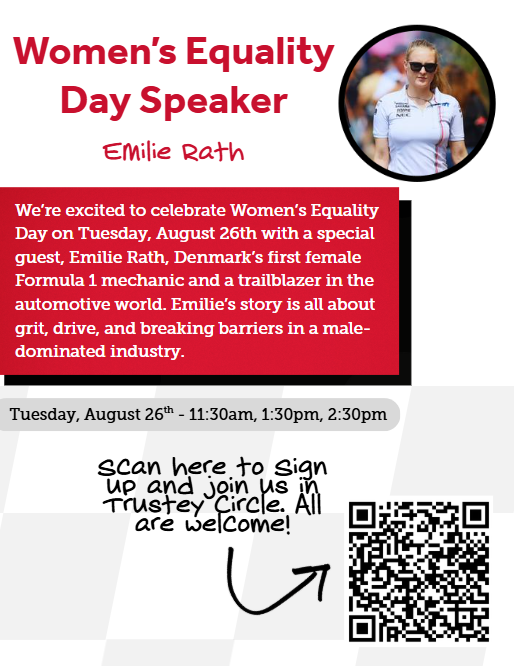 Women's Equality
Day Speaker
Emilie Rath
We're excited to celebrate Women's Equality
Day on Tuesday, August 26th with a special
guest, Emilie Rath, Denmark's first female
Formula 1 mechanic and a trailblazer in the
automotive world. Emilie's story is all about
grit, drive, and breaking barriers in a male-
dominated industry.
Tuesday, August 26th - 11:30am, 1:30pm, 2:30pm
Scan here to Sign
up and join us in
Trustey Circle. All
are welcome!